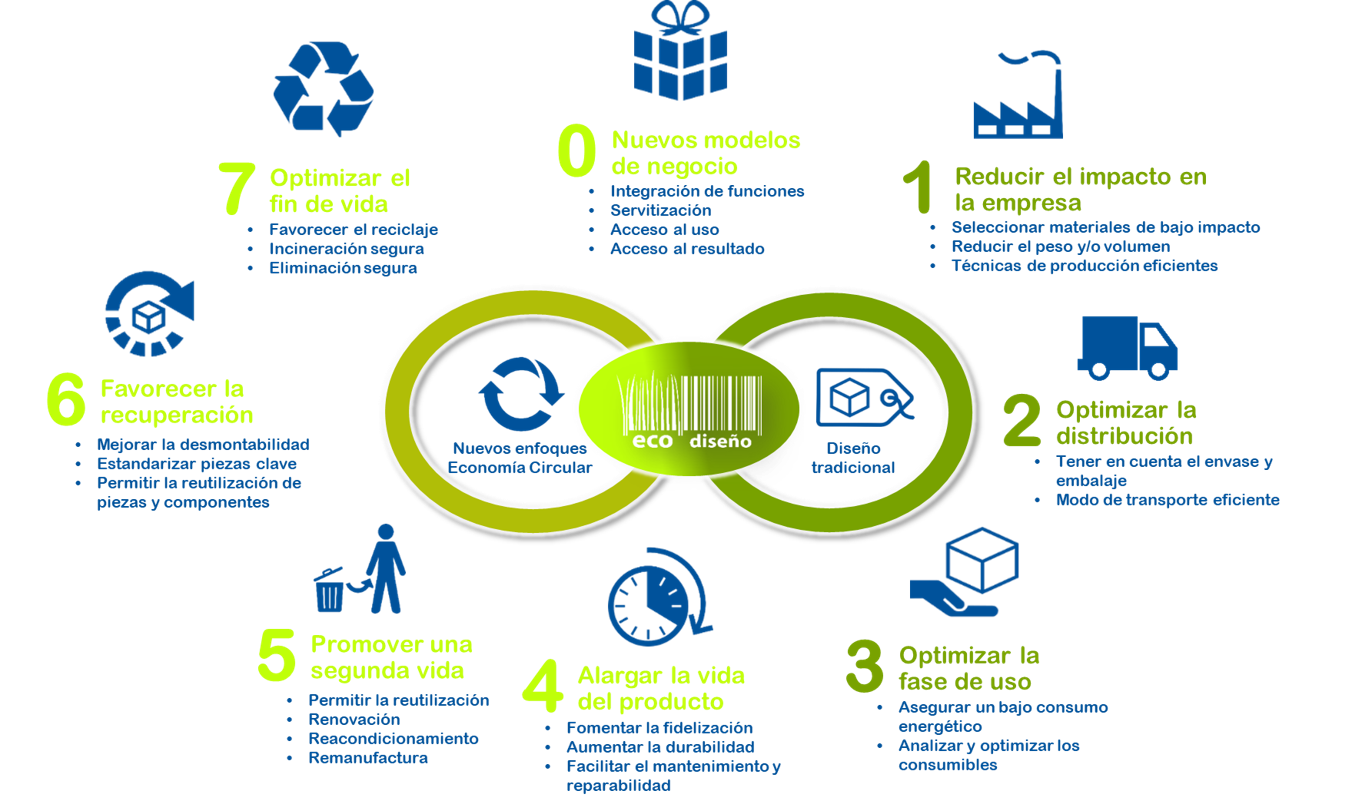 0
Nuevos modelos
de negocio
• Integración de funciones
• Servitización
• Acceso al uso
• Acceso al resultado
1
Reducir el impacto en
la empresa
• Seleccionar materiales de bajo impacto
• Reducir el peso y/o volumen
• Técnicas de producción eficientes
2
Optimizar la
distribución
• Tener en cuenta el envase y
embalaje
• Modo de transporte eficiente
3
Optimizar la
fase de uso
• Asegurar un bajo consumo
energético
• Analizar y optimizar los
consumibles
4
Alargar la vida
del producto
• Fomentar la fidelización
• Aumentar la durabilidad
• Facilitar el mantenimiento y
reparabilidad
5
Promover una
segunda vida
• Permitir la reutilización
• Renovación
• Reacondicionamiento
• Remanufactura
6
Favorecer la
recuperación
• Mejorar la desmontabilidad
• Estandarizar piezas clave
• Permitir la reutilización de
piezas y componentes
7
Optimizar el
fin de vida
• Favorecer el reciclaje
• Incineración segura
• Eliminación segura
Nuevos enfoques
Economía Circular
eco diseño
Diseño
tradicional